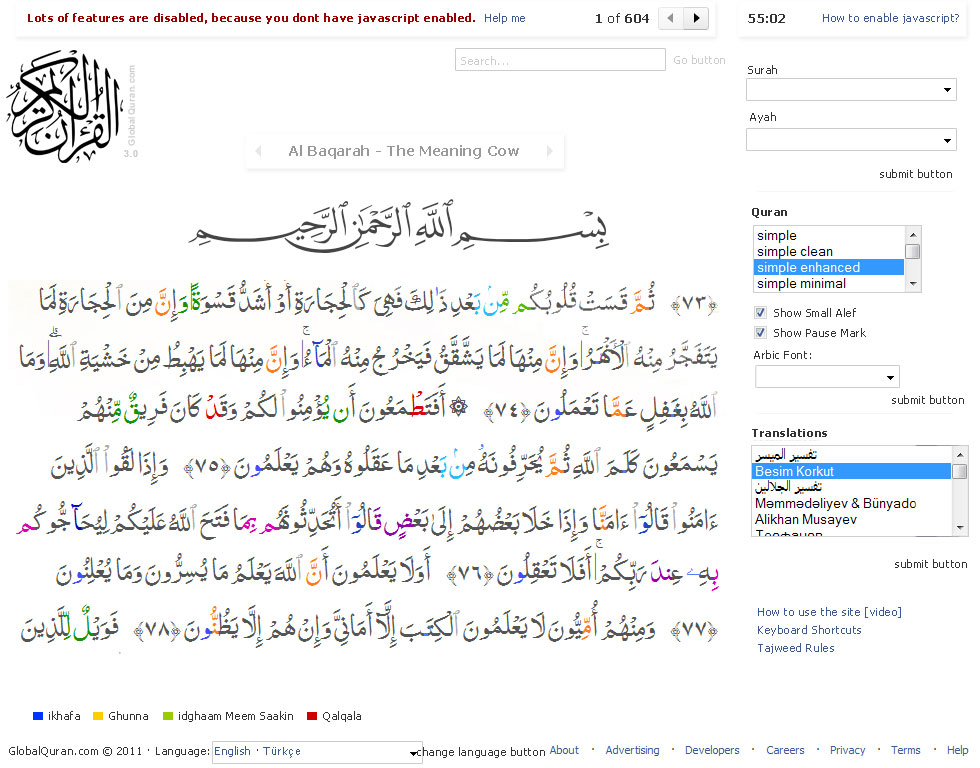 Lots of features are disabled, because you dont have javascript enabled. Help me
1 of 604
55:02 How to enable javascript?
Search... Go button
GlobalQuran.com
3.0
القرآن الكريم
Al Baqarah - The Meaning Cow
Surah
Ayah
submit button
بِسْمِ ٱللَّهِ ٱلرَّحْمَٰنِ ٱلرَّحِيمِ
﴿٧٣﴾ ثُمَّ قَسَتْ قُلُوبُكُم مِّنۢ بَعْدِ ذَٰلِكَ فَهِىَ كَٱلْحِجَارَةِ أَوْ أَشَدُّ قَسْوَةً وَإِنَّ مِنَ ٱلْحِجَارَةِ لَمَا
يَتَفَجَّرُ مِنْهُ ٱلْأَنْهَٰرُ ۚ وَإِنَّ مِنْهَا لَمَا يَشَّقَّقُ فَيَخْرُجُ مِنْهُ ٱلْمَآءُ ۚ وَإِنَّ مِنْهَا لَمَا يَهْبِطُ مِنْ خَشْيَةِ ٱللَّهِ ۗ وَمَا
ٱللَّهُ بِغَٰفِلٍ عَمَّا تَعْمَلُونَ ﴿٧٤﴾ ۞ أَفَتَطْمَعُونَ أَن يُؤْمِنُوا۟ لَكُمْ وَقَدْ كَانَ فَرِيقٌ مِّنْهُمْ
يَسْمَعُونَ كَلَٰمَ ٱللَّهِ ثُمَّ يُحَرِّفُونَهُۥ مِنۢ بَعْدِ مَا عَقَلُوهُ وَهُمْ يَعْلَمُونَ ﴿٧٥﴾ وَإِذَا لَقُوا۟ ٱلَّذِينَ
ءَامَنُوا۟ قَالُوٓا۟ ءَامَنَّا وَإِذَا خَلَا بَعْضُهُمْ إِلَىٰ بَعْضٍ قَالُوٓا۟ أَتُحَدِّثُونَهُم بِمَا فَتَحَ ٱللَّهُ عَلَيْكُمْ لِيُحَآجُّوكُم
بِهِۦ عِندَ رَبِّكُمْ ۚ أَفَلَا تَعْقِلُونَ ﴿٧٦﴾ أَوَلَا يَعْلَمُونَ أَنَّ ٱللَّهَ يَعْلَمُ مَا يُسِرُّونَ وَمَا يُعْلِنُونَ
﴿٧٧﴾ وَمِنْهُمْ أُمِّيُّونَ لَا يَعْلَمُونَ ٱلْكِتَٰبَ إِلَّآ أَمَانِىَّ وَإِنْ هُمْ إِلَّا يَظُنُّونَ ﴿٧٨﴾ فَوَيْلٌ لِّلَّذِينَ
Quran
simple
simple clean
simple enhanced
simple minimal
Show Small Alef
Show Pause Mark
Arbic Font:
submit button
Translations
تفسير الميسر
Besim Korkut
تفسير الجلالين
Məmmədəliyev & Bünyado
Alikhan Musayev
submit button
How to use the site [video]
Keyboard Shortcuts
Tajweed Rules
ikhafa Ghunna idghaam Meem Saakin Qalqala
GlobalQuran.com © 2011 · Language: English · Türkçe change language button About · Advertising · Developers · Careers · Privacy · Terms · Help